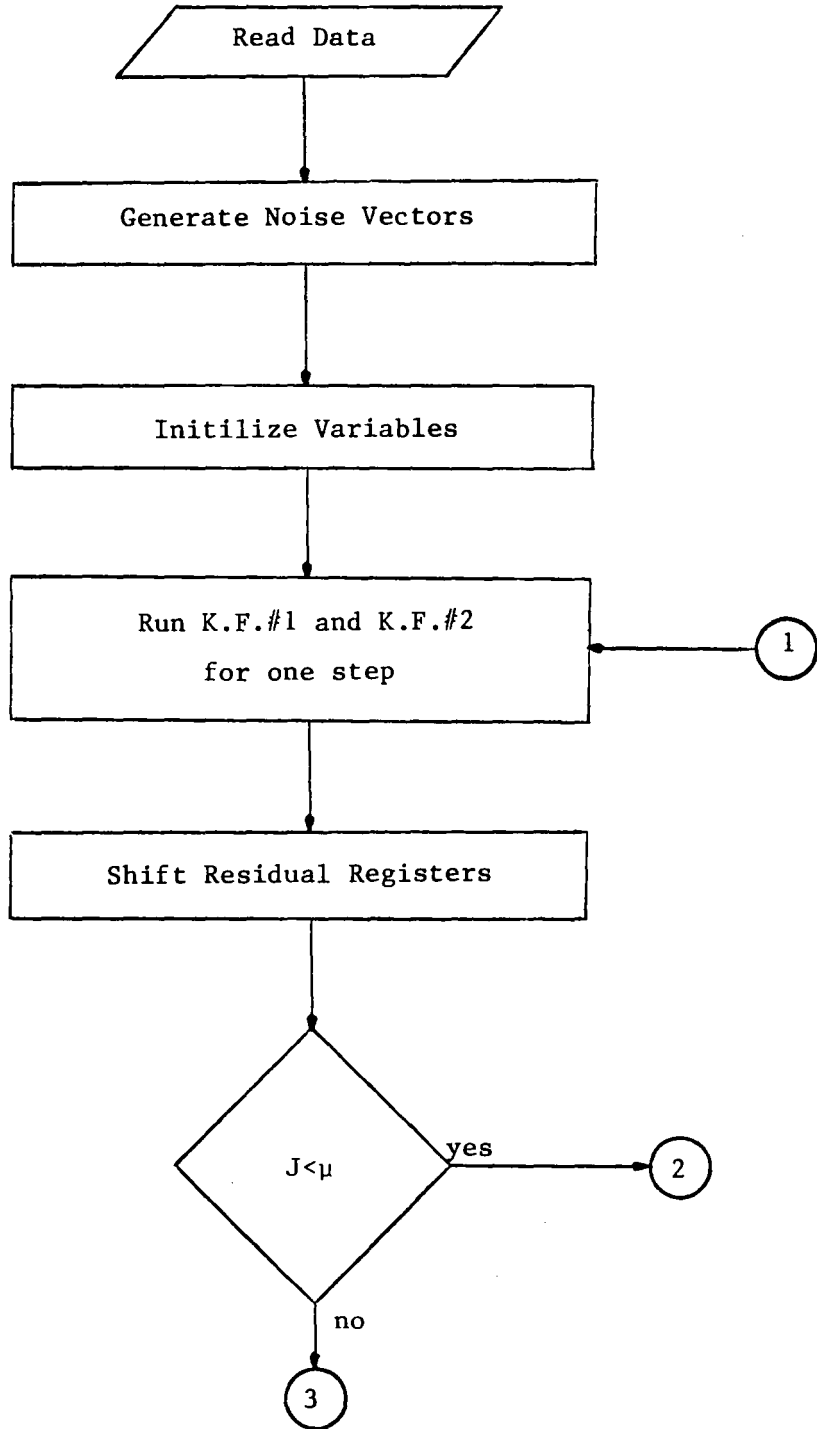 Read Data
Generate Noise Vectors
Initilize Variables
Run K.F.#1 and K.F.#2
for one step
1
Shift Residual Registers
J<μ
yes
2
no
3